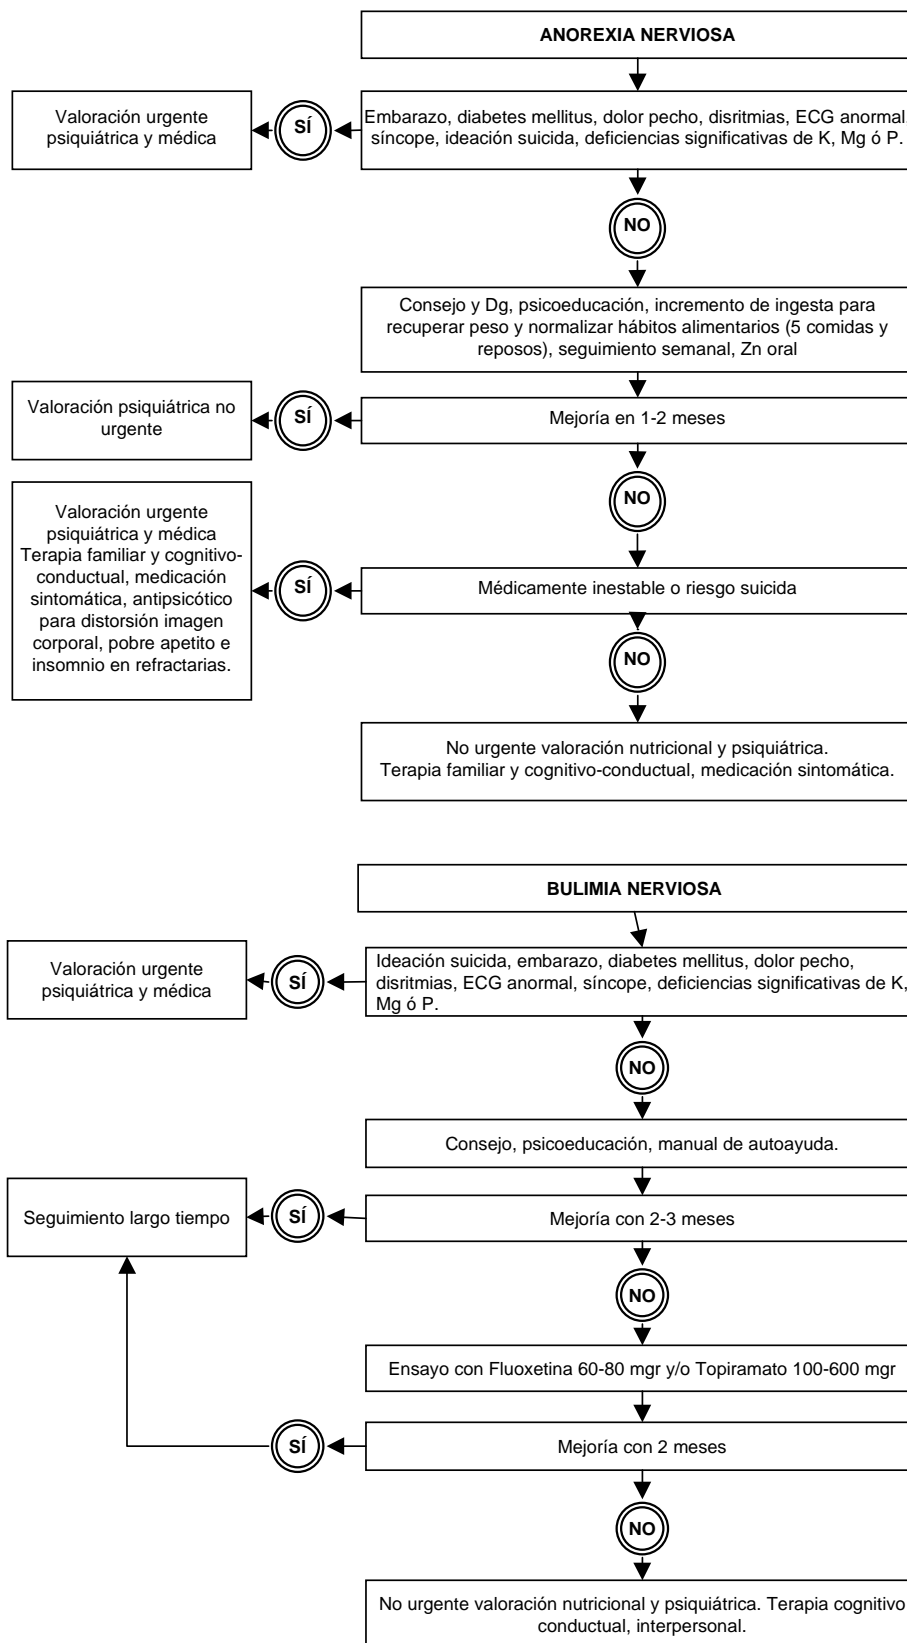 ANOREXIA NERVIOSA
Valoración urgente
psiquiátrica y médica
SÍ
Embarazo, diabetes mellitus, dolor pecho, disritmias, ECG anormal,
síncope, ideación suicida, deficiencias significativas de K, Mg ó P.
NO
Consejo y Dg, psicoeducación, incremento de ingesta para
recuperar peso y normalizar hábitos alimentarios (5 comidas y
reposos), seguimiento semanal, Zn oral
Valoración psiquiátrica no
urgente
SÍ
Mejoría en 1-2 meses
NO
Valoración urgente
psiquiátrica y médica
Terapia familiar y cognitivo-
conductual, medicación
sintomática, antipsicótico
para distorsión imagen
corporal, pobre apetito e
insomnio en refractarias.
SÍ
Médicamente inestable o riesgo suicida
NO
No urgente valoración nutricional y psiquiátrica.
Terapia familiar y cognitivo-conductual, medicación sintomática.
BULIMIA NERVIOSA
Valoración urgente
psiquiátrica y médica
SÍ
Ideación suicida, embarazo, diabetes mellitus, dolor pecho,
disritmias, ECG anormal, síncope, deficiencias significativas de K,
Mg ó P.
NO
Consejo, psicoeducación, manual de autoayuda.
Seguimiento largo tiempo
SÍ
Mejoría con 2-3 meses
NO
Ensayo con Fluoxetina 60-80 mgr y/o Topiramato 100-600 mgr
SÍ
Mejoría con 2 meses
NO
No urgente valoración nutricional y psiquiátrica. Terapia cognitivo
conductual, interpersonal.